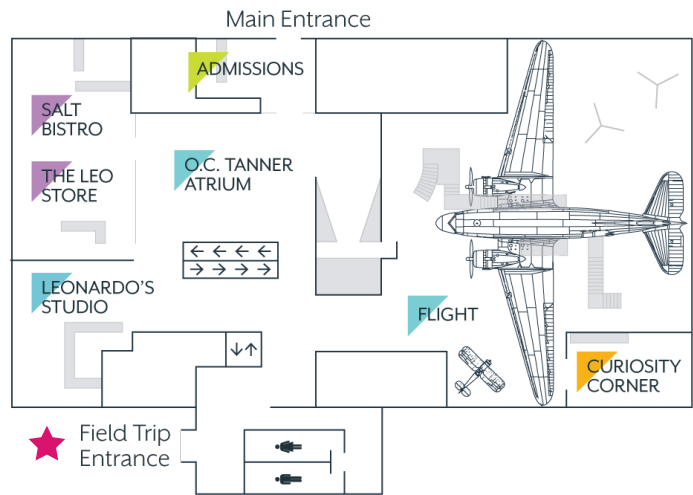 Main Entrance
ADMISSIONS
SALT
BISTRO
O.C. TANNER
ATRIUM
THE LEO
STORE
LEONARDO'S
STUDIO
FLIGHT
CURIOSITY
CORNER
Field Trip
Entrance